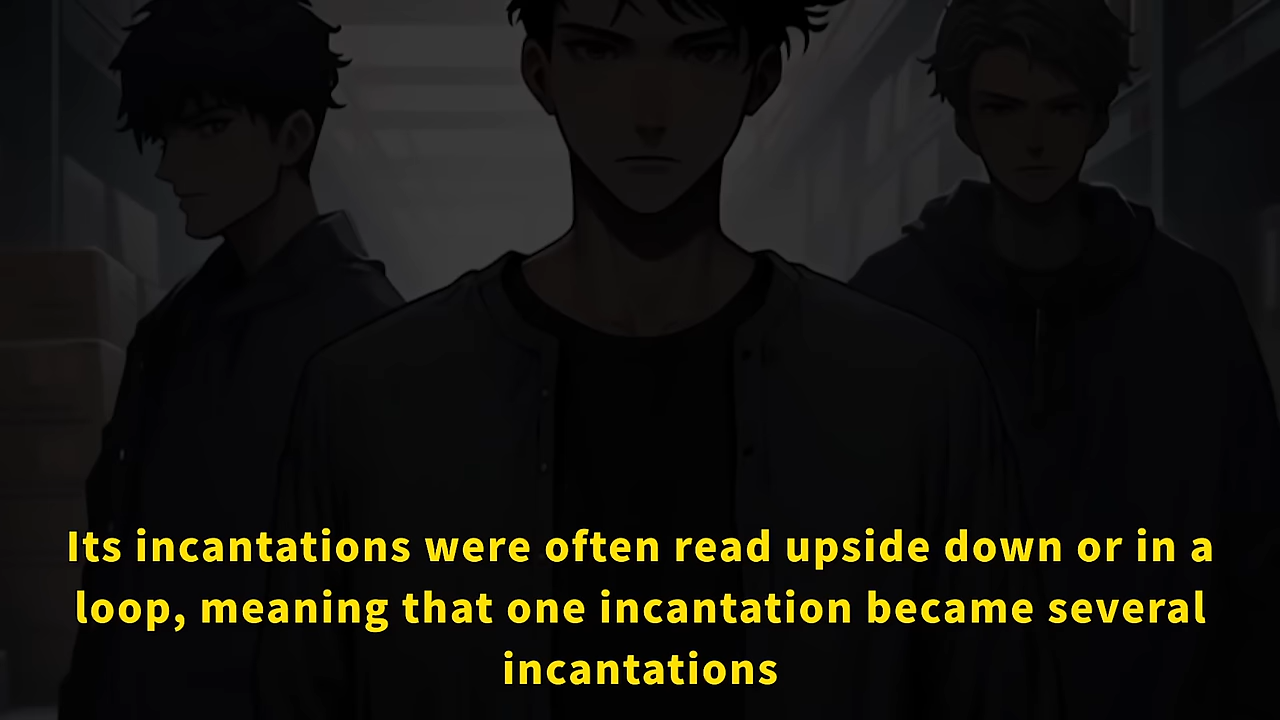 Its incantations were often read upside down or in a
loop, meaning that one incantation became several
incantations